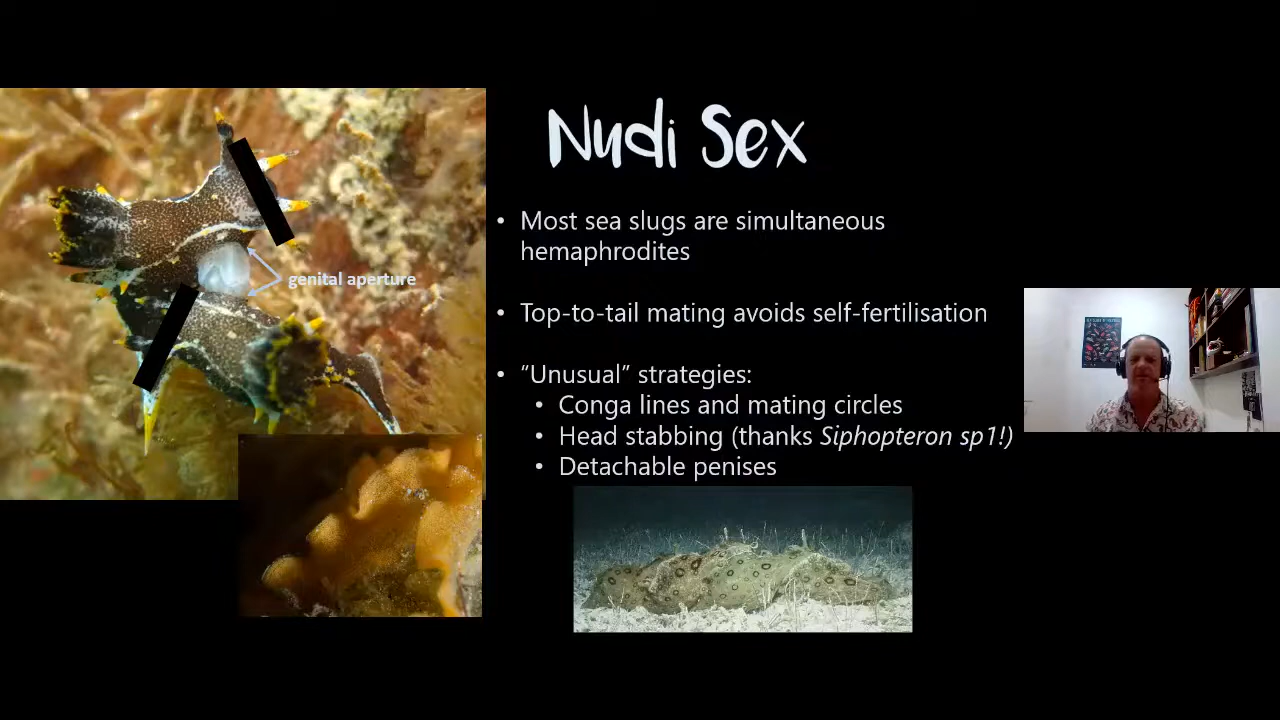 Nudi Sex
• Most sea slugs are simultaneous
hemaphrodites
genital aperture
• Top-to-tail mating avoids self-fertilisation
• “Unusual” strategies:
• Conga lines and mating circles
• Head stabbing (thanks Siphopteron sp1!)
• Detachable penises